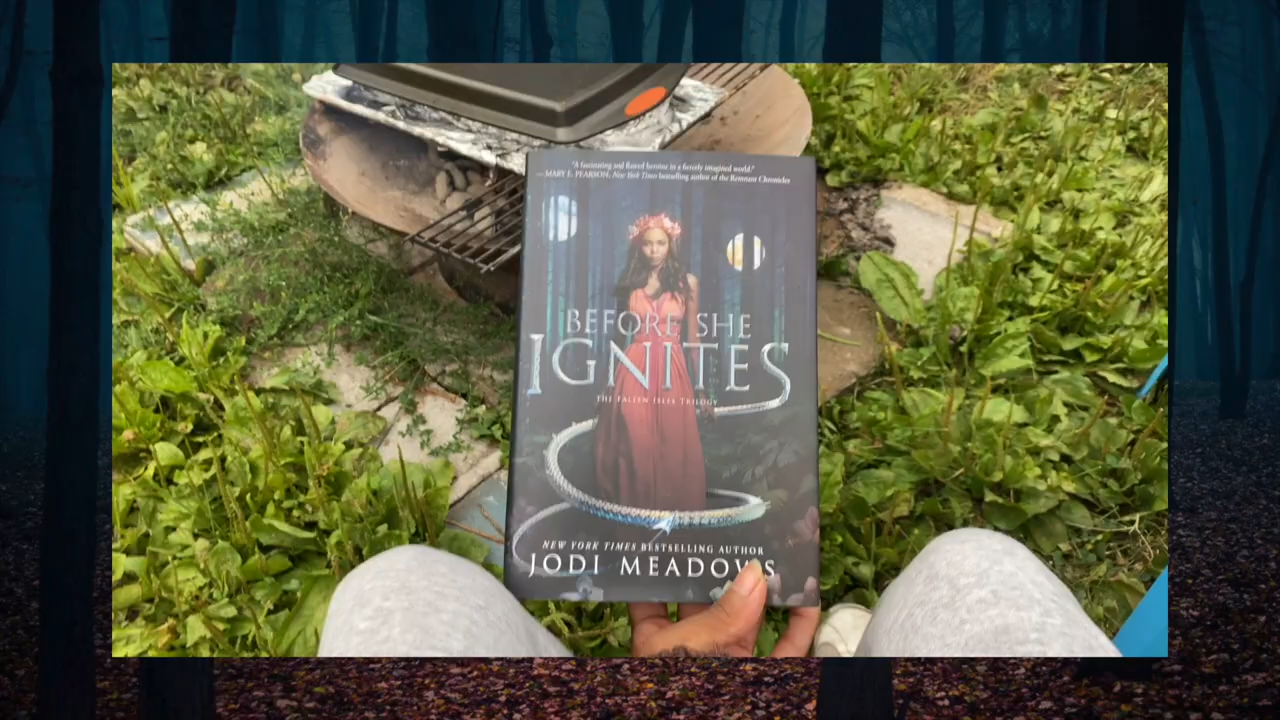 "A fascinating and flawed heroine in a fiercely imagined world."
— MARY E. PEARSON, New York Times bestselling author of the Remnant Chronicles
BEFORE SHE
IGNITES
THE FALLEN ISLES TRILOGY
NEW YORK TIMES BESTSELLING AUTHOR
JODI MEADOWS